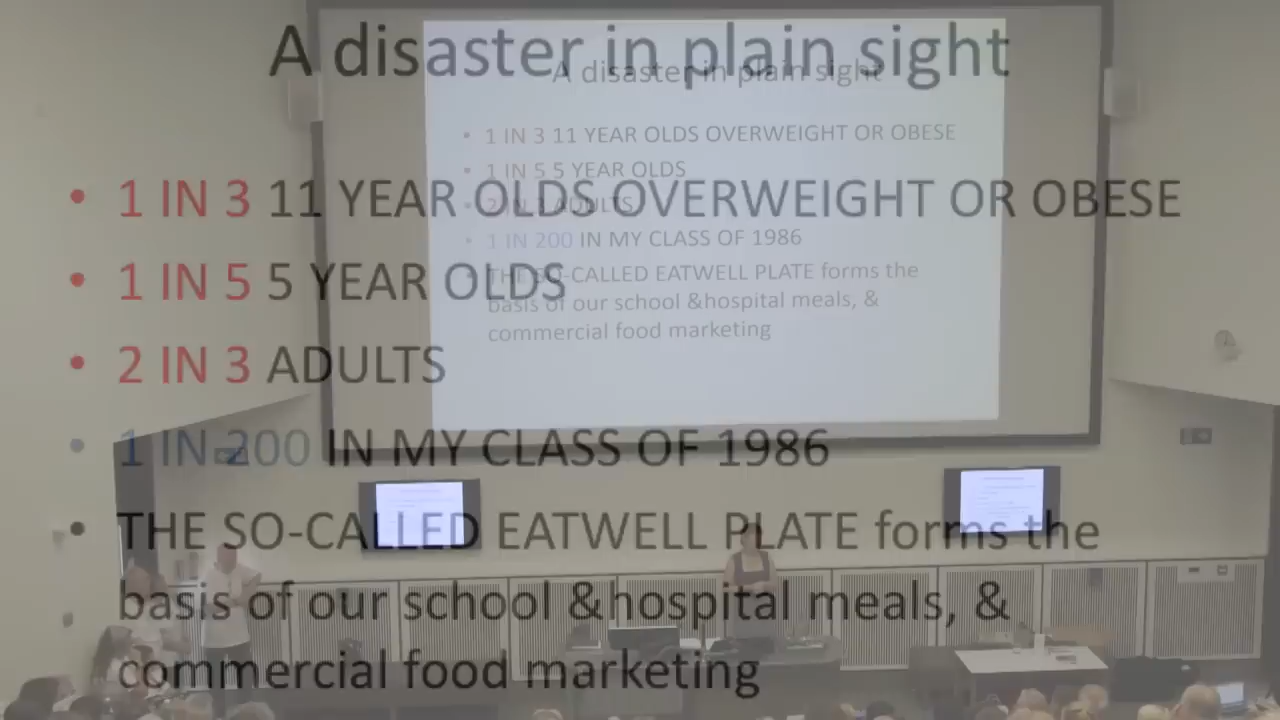 A disaster in plain sight
• 1 IN 3 11 YEAR OLDS OVERWEIGHT OR OBESE
• 1 IN 5 5 YEAR OLDS
• 2 IN 3 ADULTS
• 1 IN 200 IN MY CLASS OF 1986
• THE SO-CALLED EATWELL PLATE forms the
basis of our school &hospital meals, &
commercial food marketing
A disaster in plain sight
• 1 IN 3 11 YEAR OLDS OVERWEIGHT OR OBESE
• 1 IN 5 5 YEAR OLDS
• 2 IN 3 ADULTS
• 1 IN 200 IN MY CLASS OF 1986
• THE SO-CALLED EATWELL PLATE forms the
basis of our school &hospital meals, &
commercial food marketing